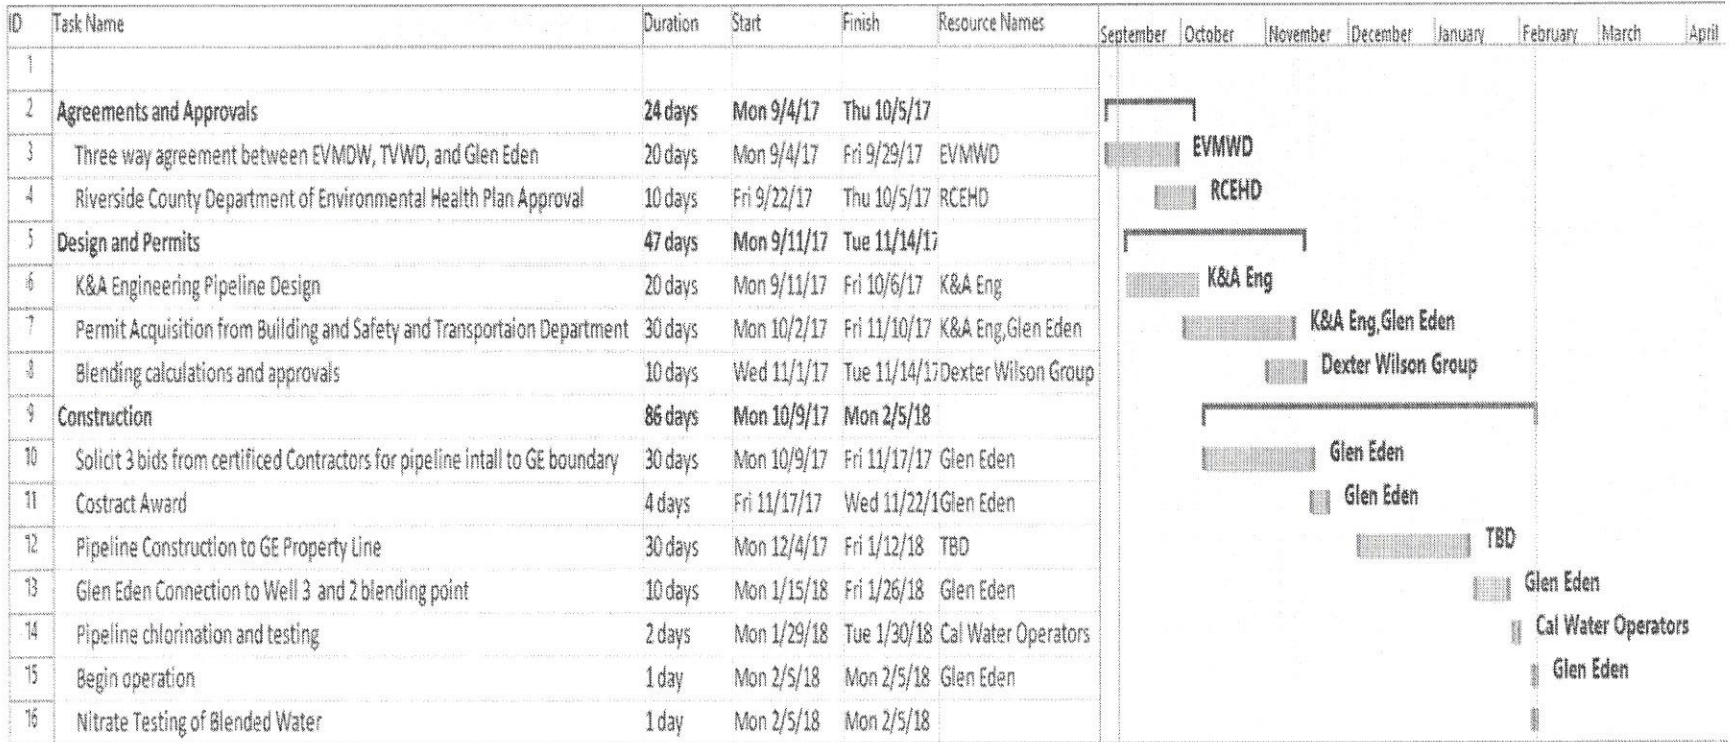 ID Task Name Duration Start Finish Resource Names September October November December January February March April
1
2 Agreements and Approvals 24 days Mon 9/4/17 Thu 10/5/17
3 Three way agreement between EVMDW, TVWD, and Glen Eden 20 days Mon 9/4/17 Fri 9/29/17 EVMWD EVMWD
4 Riverside County Department of Environmental Health Plan Approval 10 days Fri 9/22/17 Thu 10/5/17 RCEHD RCEHD
5 Design and Permits 47 days Mon 9/11/17 Tue 11/14/17
6 K&A Engineering Pipeline Design 20 days Mon 9/11/17 Fri 10/6/17 K&A Eng K&A Eng
7 Permit Acquisition from Building and Safety and Transportaion Department 30 days Mon 10/2/17 Fri 11/10/17 K&A Eng,Glen Eden K&A Eng,Glen Eden
8 Blending calculations and approvals 10 days Wed 11/1/17 Tue 11/14/17 Dexter Wilson Group Dexter Wilson Group
9 Construction 86 days Mon 10/9/17 Mon 2/5/18
10 Solicit 3 bids from certificed Contractors for pipeline intall to GE boundary 30 days Mon 10/9/17 Fri 11/17/17 Glen Eden Glen Eden
11 Costract Award 4 days Fri 11/17/17 Wed 11/22/1 Glen Eden Glen Eden
12 Pipeline Construction to GE Property Line 30 days Mon 12/4/17 Fri 1/12/18 TBD TBD
13 Glen Eden Connection to Well 3 and 2 blending point 10 days Mon 1/15/18 Fri 1/26/18 Glen Eden Glen Eden
14 Pipeline chlorination and testing 2 days Mon 1/29/18 Tue 1/30/18 Cal Water Operators Cal Water Operators
15 Begin operation 1 day Mon 2/5/18 Mon 2/5/18 Glen Eden Glen Eden
16 Nitrate Testing of Blended Water 1 day Mon 2/5/18 Mon 2/5/18